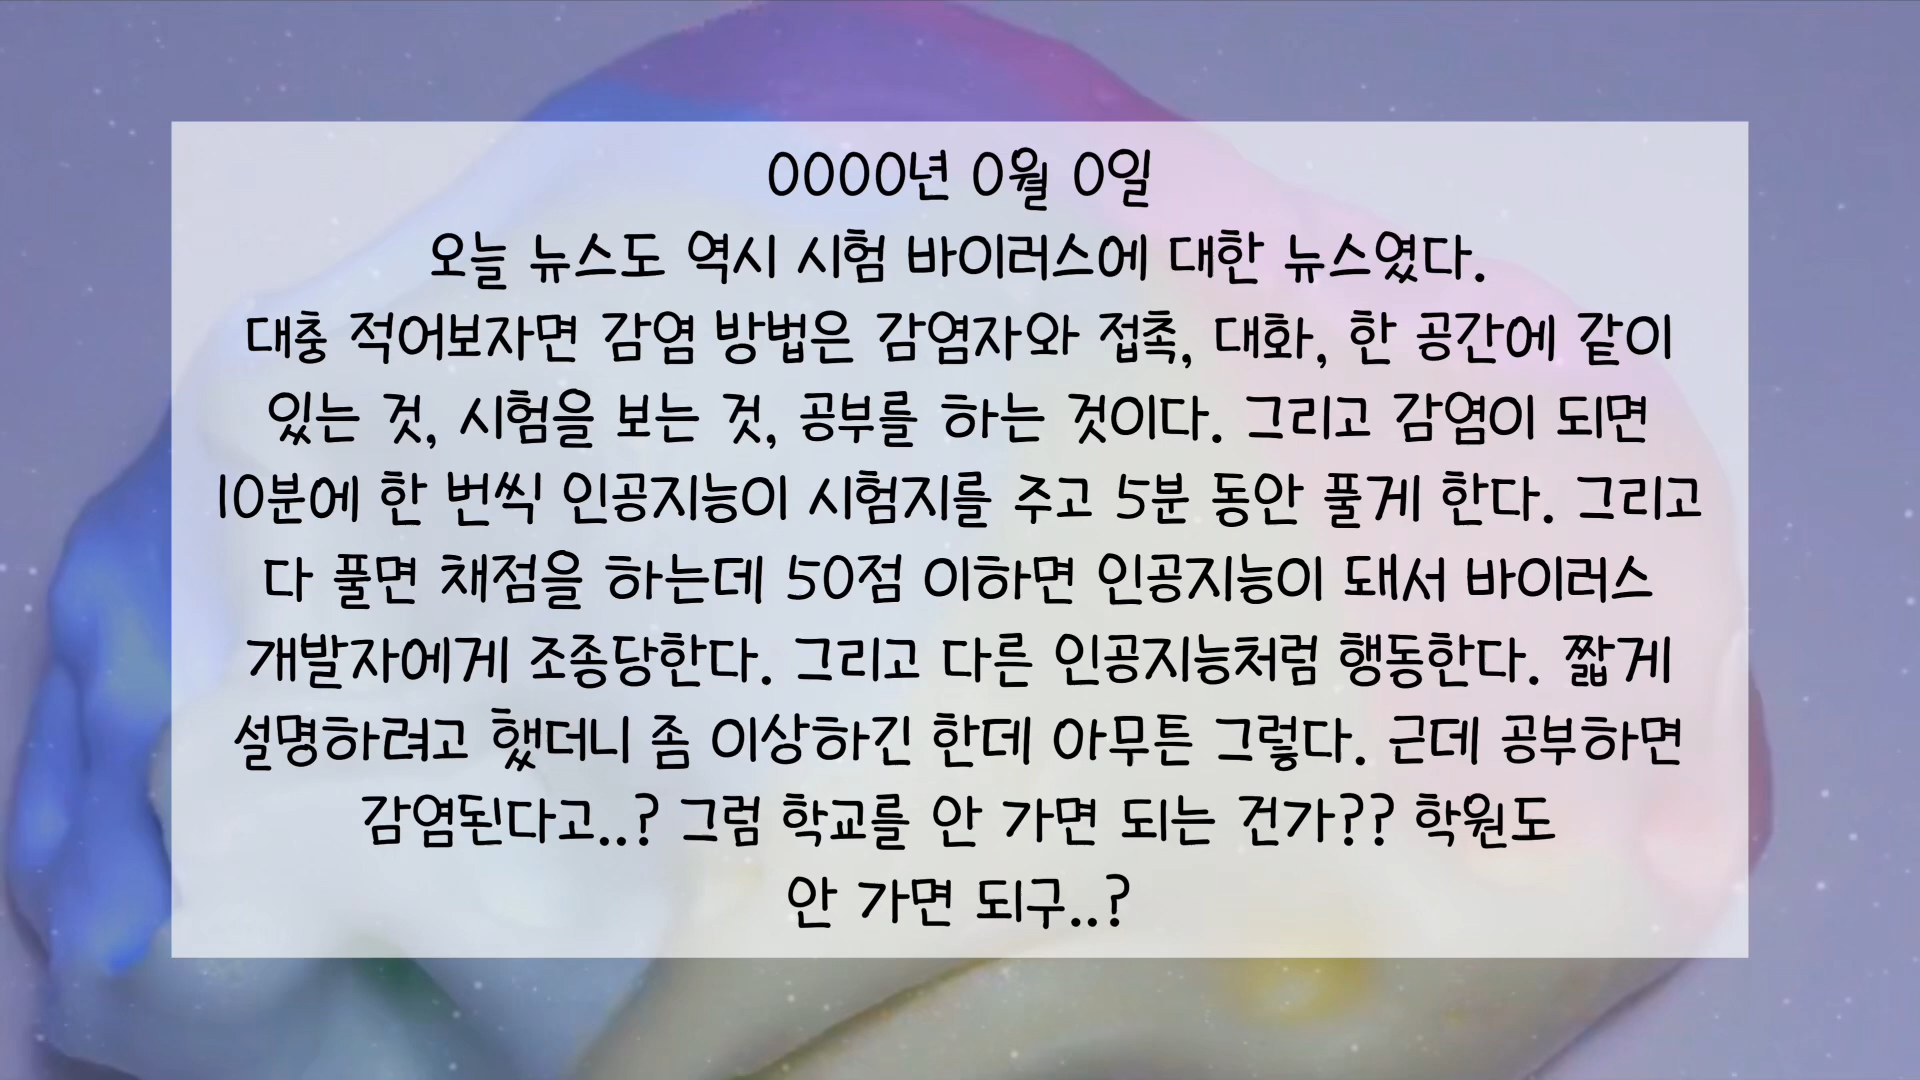 0000년 0월 0일
오늘 뉴스도 역시 시험 바이러스에 대한 뉴스였다.
대충 적어보자면 감염 방법은 감염자와 접촉, 대화, 한 공간에 같이
있는 것, 시험을 보는 것, 공부를 하는 것이다. 그리고 감염이 되면
10분에 한 번씩 인공지능이 시험지를 주고 5분 동안 풀게 한다. 그리고
다 풀면 채점을 하는데 50점 이하면 인공지능이 돼서 바이러스
개발자에게 조종당한다. 그리고 다른 인공지능처럼 행동한다. 짧게
설명하려고 했더니 좀 이상하긴 한데 아무튼 그렇다. 근데 공부하면
감염된다고..? 그럼 학교를 안 가면 되는 건가?? 학원도
안 가면 되구..?